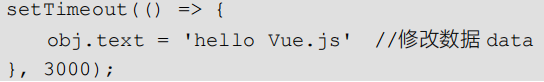 setTimeout(() => {
    obj.text = 'hello Vue.js'  //修改数据 data
}, 3000);